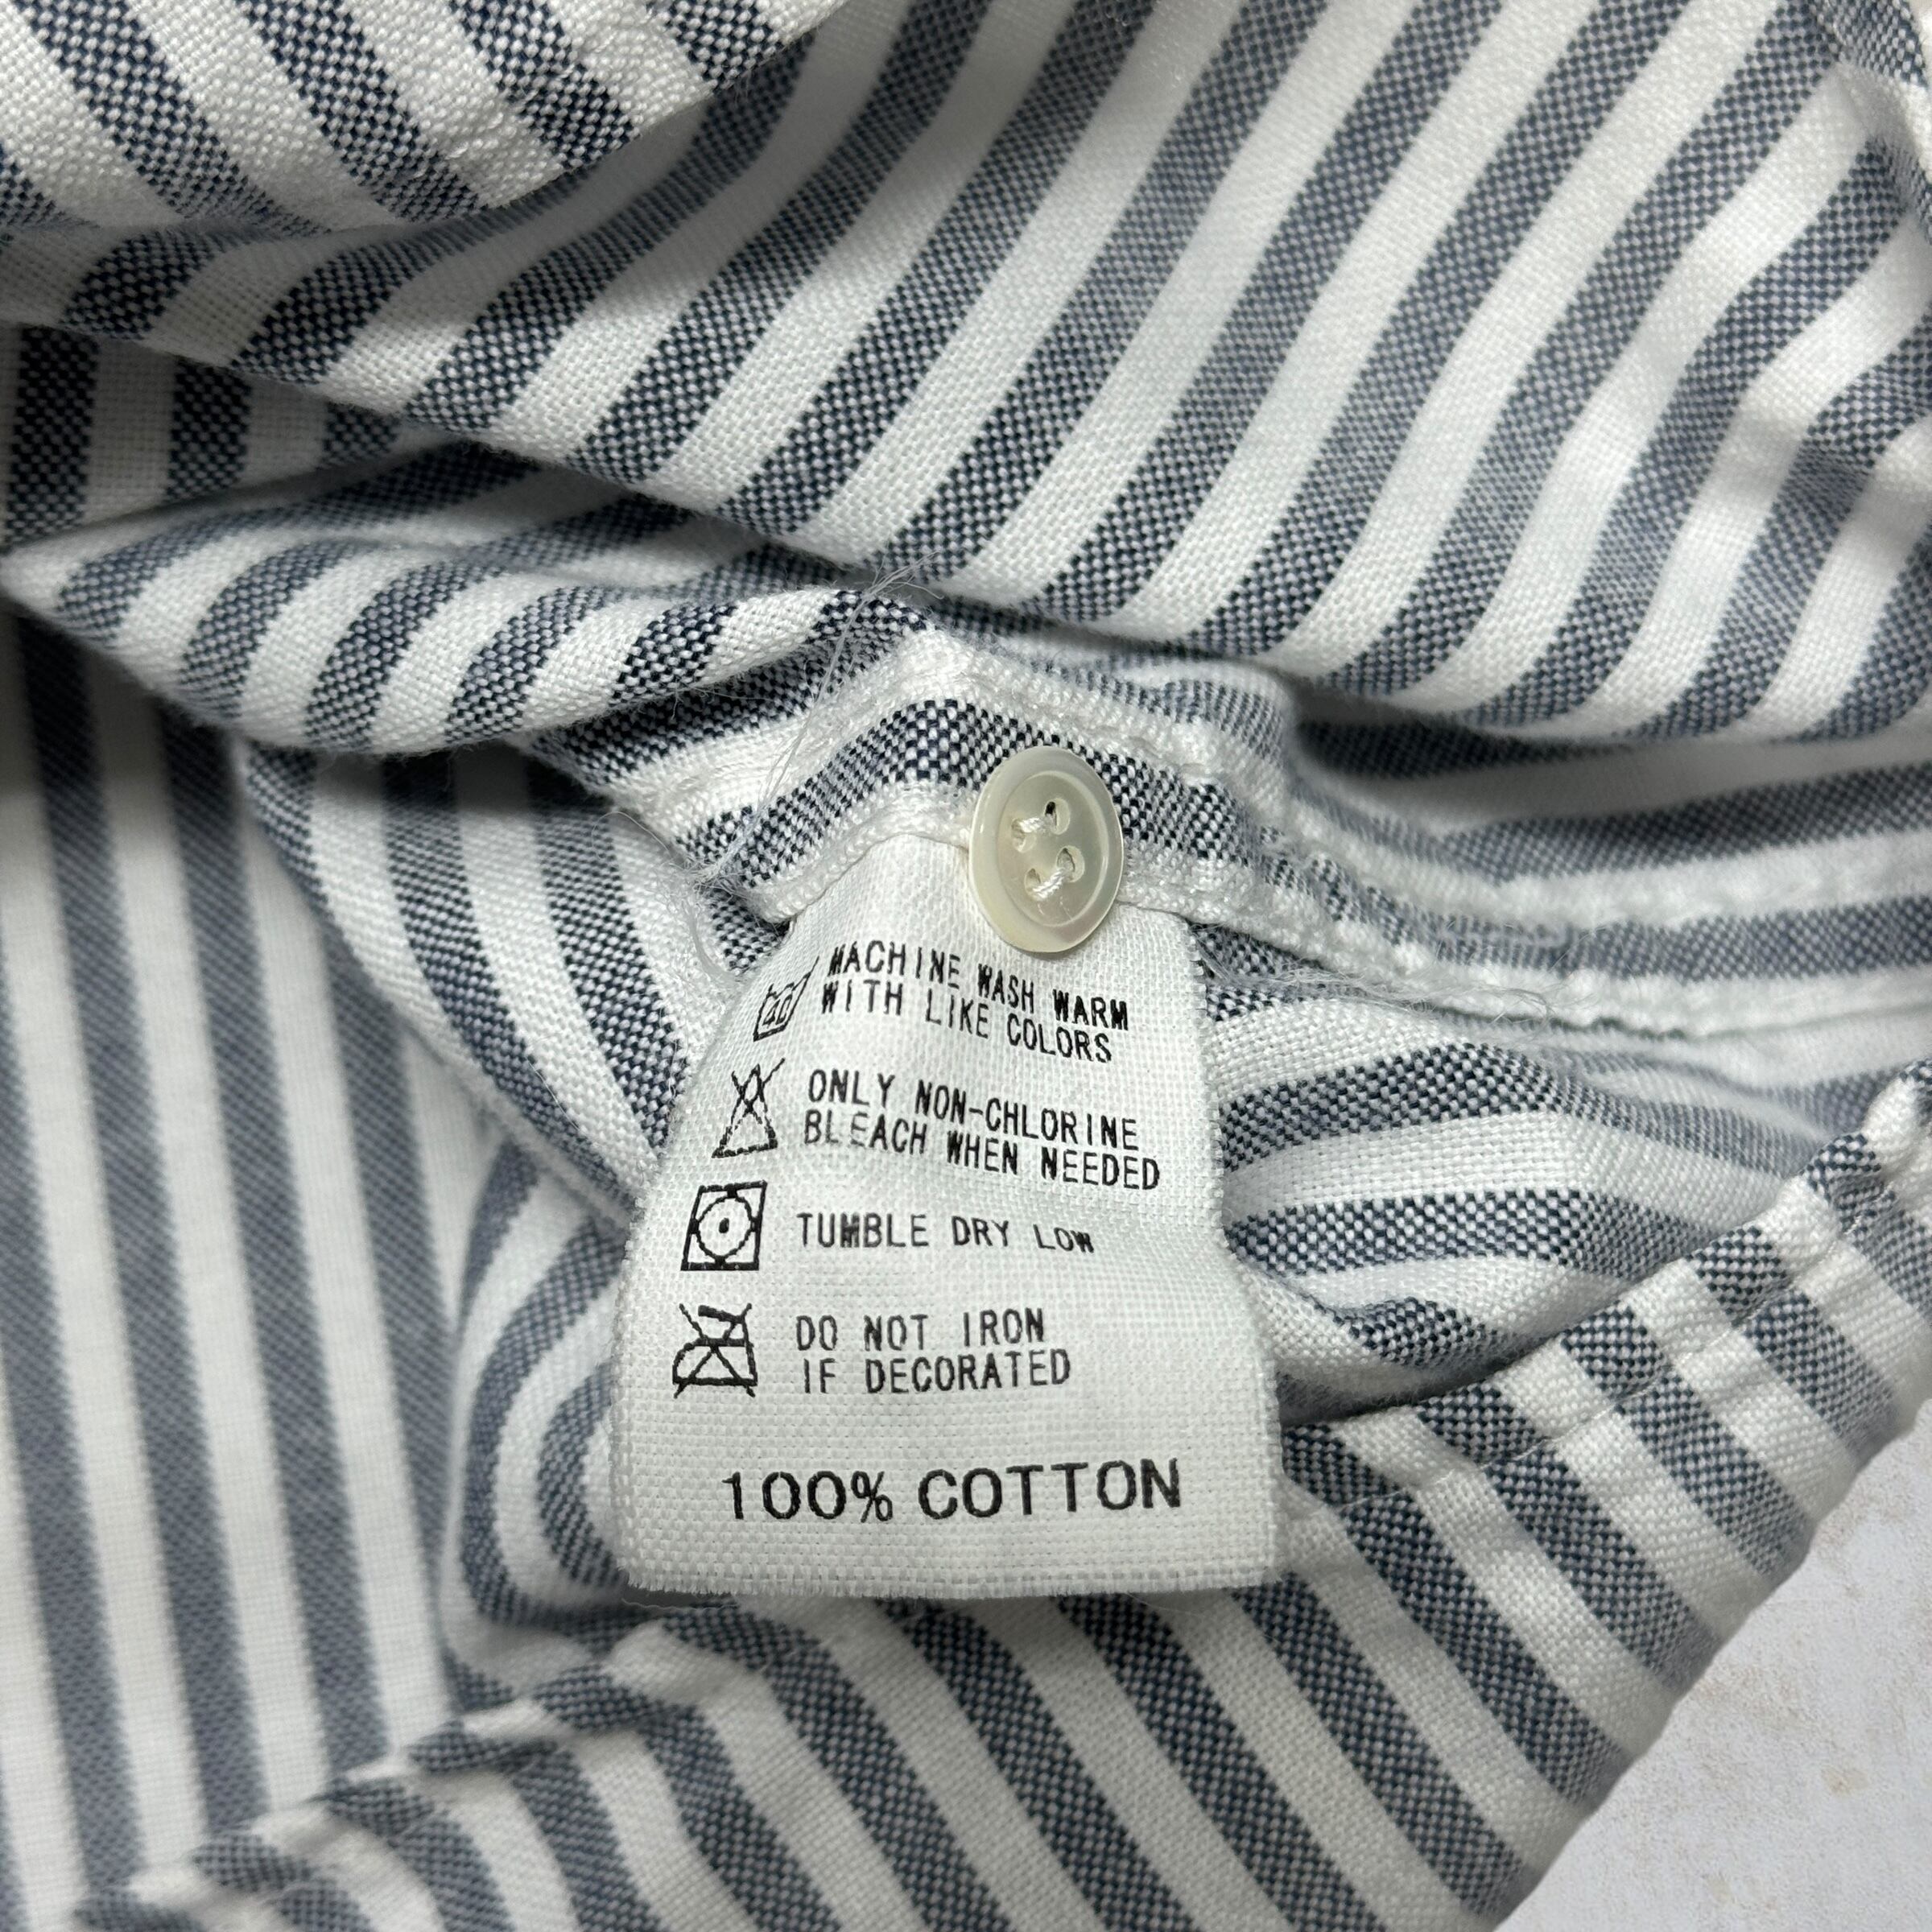 40
MACHINE WASH WARM
WITH LIKE COLORS
ONLY NON-CHLORINE
BLEACH WHEN NEEDED
TUMBLE DRY LOW
DO NOT IRON
IF DECORATED
100% COTTON